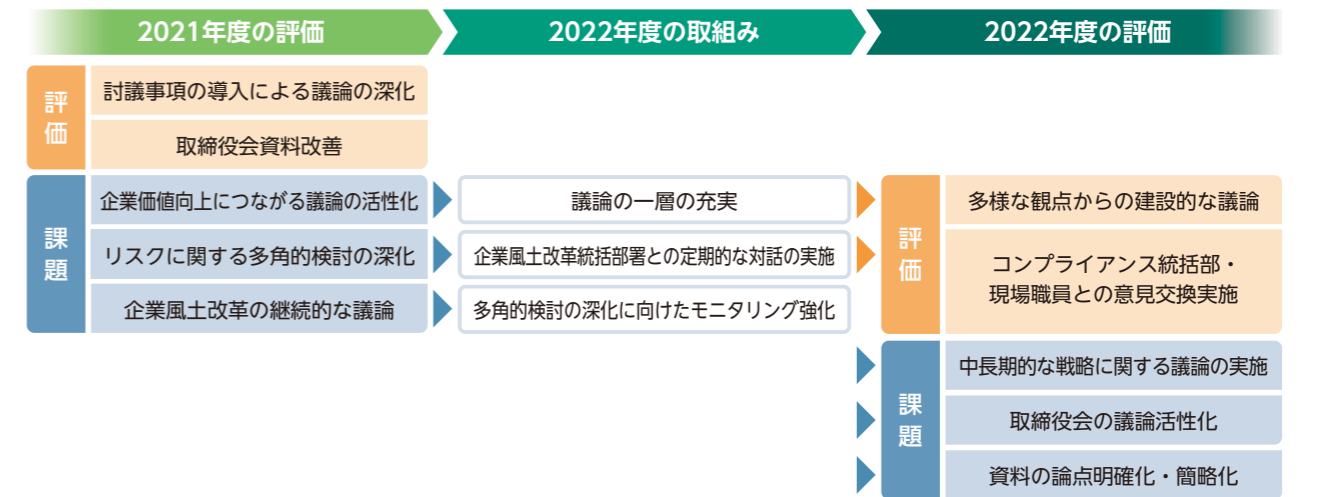 2021年度の評価
2022年度の取組み
2022年度の評価
評価
討議事項の導入による議論の深化
取締役会資料改善
課題
企業価値向上につながる議論の活性化
リスクに関する多角的検討の深化
企業風土改革の継続的な議論
議論の一層の充実
企業風土改革統括部署との定期的な対話の実施
多角的検討の深化に向けたモニタリング強化
評価
多様な観点からの建設的な議論
コンプライアンス統括部・
現場職員との意見交換実施
課題
中長期的な戦略に関する議論の実施
取締役会の議論活性化
資料の論点明確化・簡略化